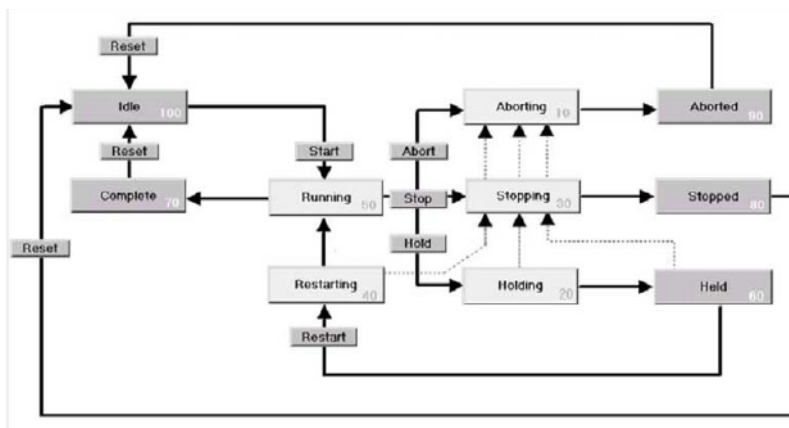 Reset
Idle
100
Aborting
10
Aborted
90
Reset
Start
Abort
Complete
70
Running
50
Stop
Stopping
30
Stopped
80
Reset
Hold
Restarting
40
Holding
20
Held
60
Restart